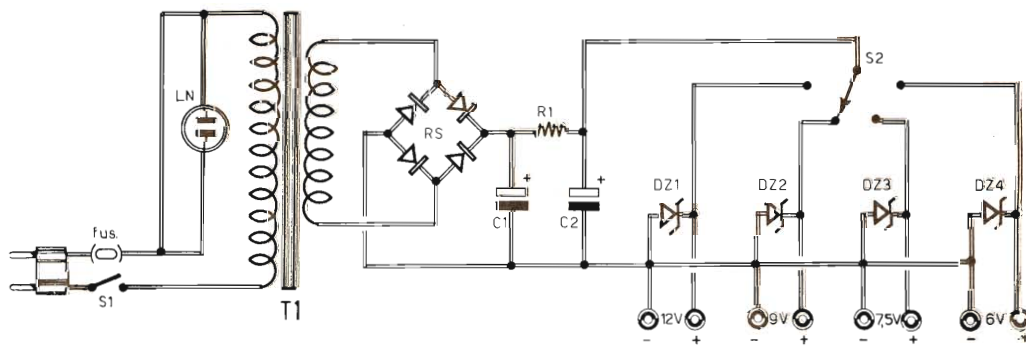 S2
LN
R1
RS
+
+
DZ1
DZ2
DZ3
DZ4
C1
C2
fus.
S1
T1
12V
9V
7,5V
6V
- +
- +
- +
- +